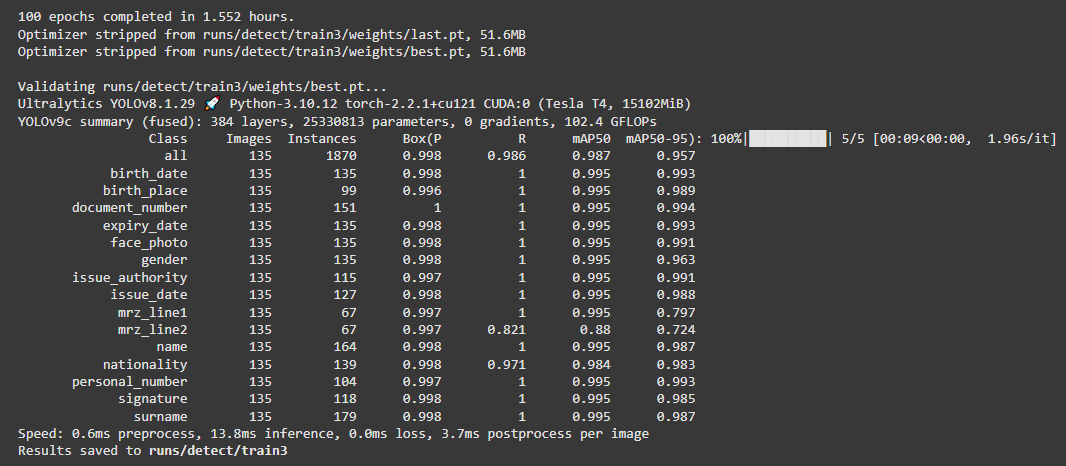 100 epochs completed in 1.552 hours.
Optimizer stripped from runs/detect/train3/weights/last.pt, 51.6MB
Optimizer stripped from runs/detect/train3/weights/best.pt, 51.6MB
Validating runs/detect/train3/weights/best.pt...
Ultralytics YOLOv8.1.29 🚀 Python-3.10.12 torch-2.2.1+cu121 CUDA:0 (Tesla T4, 15102MiB)
YOLOv9c summary (fused): 384 layers, 25330813 parameters, 0 gradients, 102.4 GFLOPs
Class Images Instances Box(P R mAP50 mAP50-95): 100%|██████████| 5/5 [00:09<00:00, 1.96s/it]
all 135 1870 0.998 0.986 0.987 0.957
birth_date 135 135 0.998 1 0.995 0.993
birth_place 135 99 0.996 1 0.995 0.989
document_number 135 151 1 1 0.995 0.994
expiry_date 135 135 0.998 1 0.995 0.993
face_photo 135 135 0.998 1 0.995 0.991
gender 135 135 0.998 1 0.995 0.963
issue_authority 135 115 0.997 1 0.995 0.991
issue_date 135 127 0.998 1 0.995 0.988
mrz_line1 135 67 0.997 1 0.995 0.797
mrz_line2 135 67 0.997 0.821 0.88 0.724
name 135 164 0.998 1 0.995 0.987
nationality 135 139 0.998 0.971 0.984 0.983
personal_number 135 104 0.997 1 0.995 0.993
signature 135 118 0.998 1 0.995 0.985
surname 135 179 0.998 1 0.995 0.987
Speed: 0.6ms preprocess, 13.8ms inference, 0.0ms loss, 3.7ms postprocess per image
Results saved to runs/detect/train3